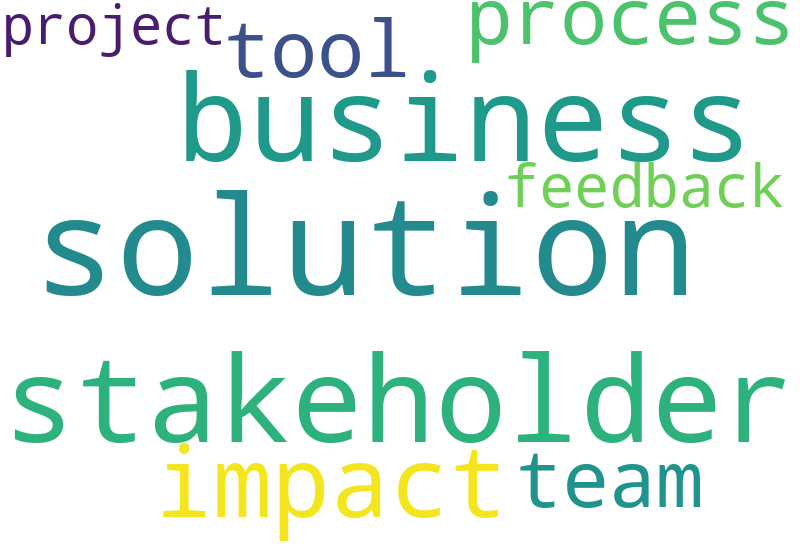 project
tool
process
business
feedback
solution
stakeholder
impact
team